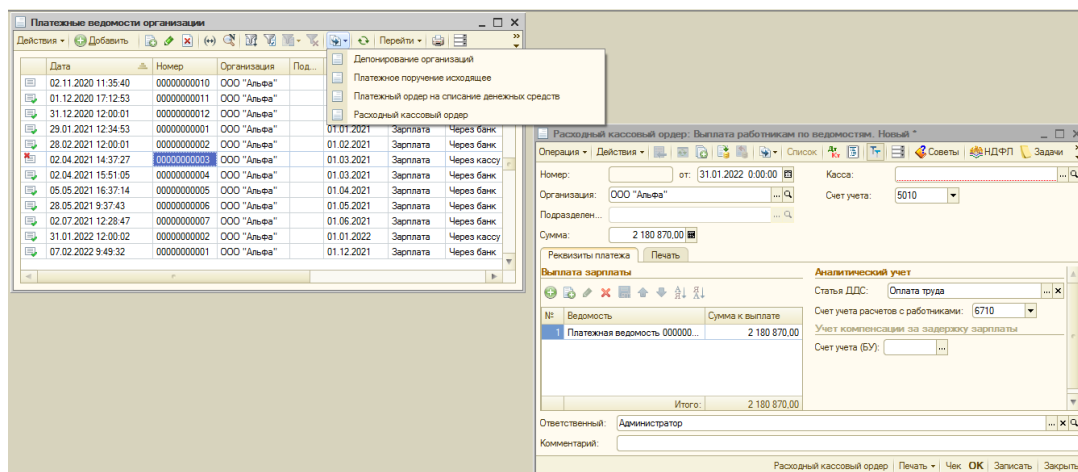 Платежные ведомости организации
Действия Добавить Перейти
Депонирование организаций
Платежное поручение исходящее
Платежный ордер на списание денежных средств
Расходный кассовый ордер
Дата Номер Организация Под...
02.11.2020 11:35:40 00000000010 ООО "Альфа"
01.12.2020 17:12:53 00000000011 ООО "Альфа"
31.12.2020 12:00:01 00000000012 ООО "Альфа"
29.01.2021 12:34:53 00000000001 ООО "Альфа" 01.01.2021 Зарплата Через банк
28.02.2021 12:00:01 00000000002 ООО "Альфа" 01.02.2021 Зарплата Через банк
02.04.2021 14:37:27 00000000003 ООО "Альфа" 01.03.2021 Зарплата Через кассу
02.04.2021 15:51:05 00000000004 ООО "Альфа" 01.03.2021 Зарплата Через банк
05.05.2021 16:37:14 00000000005 ООО "Альфа" 01.04.2021 Зарплата Через банк
28.05.2021 9:37:43 00000000006 ООО "Альфа" 01.05.2021 Зарплата Через банк
02.07.2021 12:28:47 00000000007 ООО "Альфа" 01.06.2021 Зарплата Через банк
31.01.2022 12:00:02 00000000002 ООО "Альфа" 01.01.2022 Зарплата Через кассу
07.02.2022 9:49:32 00000000001 ООО "Альфа" 01.12.2021 Зарплата Через банк
Расходный кассовый ордер: Выплата работникам по ведомостям. Новый *
Операция Действия Список Дт Кт Советы НДФЛ Задачи
Номер: от: 31.01.2022 0:00:00 Касса: ...
Организация: ООО "Альфа" ... Счет учета: 5010
Подразделен... ...
Сумма: 2 180 870,00
Реквизиты платежа Печать
Выплата зарплаты Аналитический учет
Статья ДДС: Оплата труда ...
№ Ведомость Сумма к выплате Счет учета расчетов с работниками: 6710
1 Платежная ведомость 000000... 2 180 870,00 Учет компенсации за задержку зарплаты
Счет учета (БУ): ...
Итого: 2 180 870,00
Ответственный: Администратор ...
Комментарий:
Расходный кассовый ордер Печать Чек OK Записать Закрыть